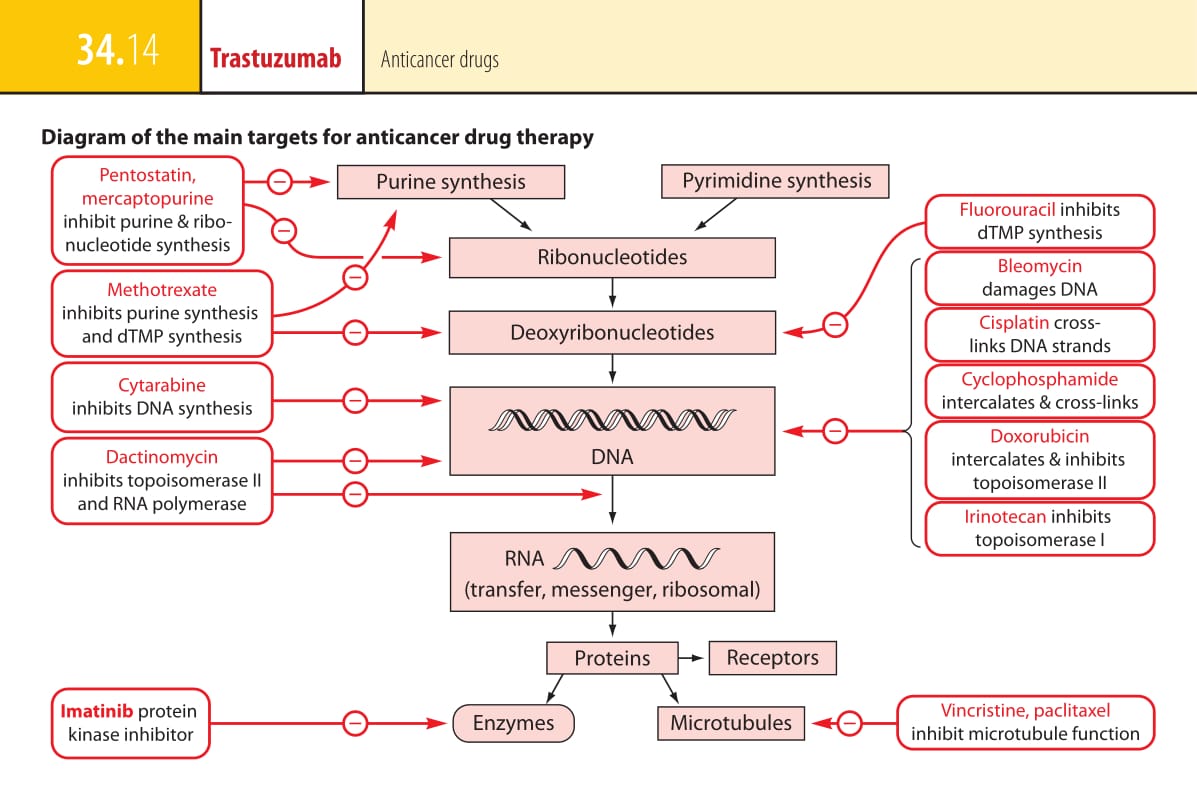 34.14
Trastuzumab
Anticancer drugs
Diagram of the main targets for anticancer drug therapy
Pentostatin,
mercaptopurine
inhibit purine & ribo-
nucleotide synthesis
Methotrexate
inhibits purine synthesis
and dTMP synthesis
Cytarabine
inhibits DNA synthesis
Dactinomycin
inhibits topoisomerase II
and RNA polymerase
Imatinib protein
kinase inhibitor
Purine synthesis
Pyrimidine synthesis
Ribonucleotides
Deoxyribonucleotides
DNA
RNA
(transfer, messenger, ribosomal)
Proteins
Receptors
Enzymes
Microtubules
Fluorouracil inhibits
dTMP synthesis
Bleomycin
damages DNA
Cisplatin cross-
links DNA strands
Cyclophosphamide
intercalates & cross-links
Doxorubicin
intercalates & inhibits
topoisomerase II
Irinotecan inhibits
topoisomerase I
Vincristine, paclitaxel
inhibit microtubule function